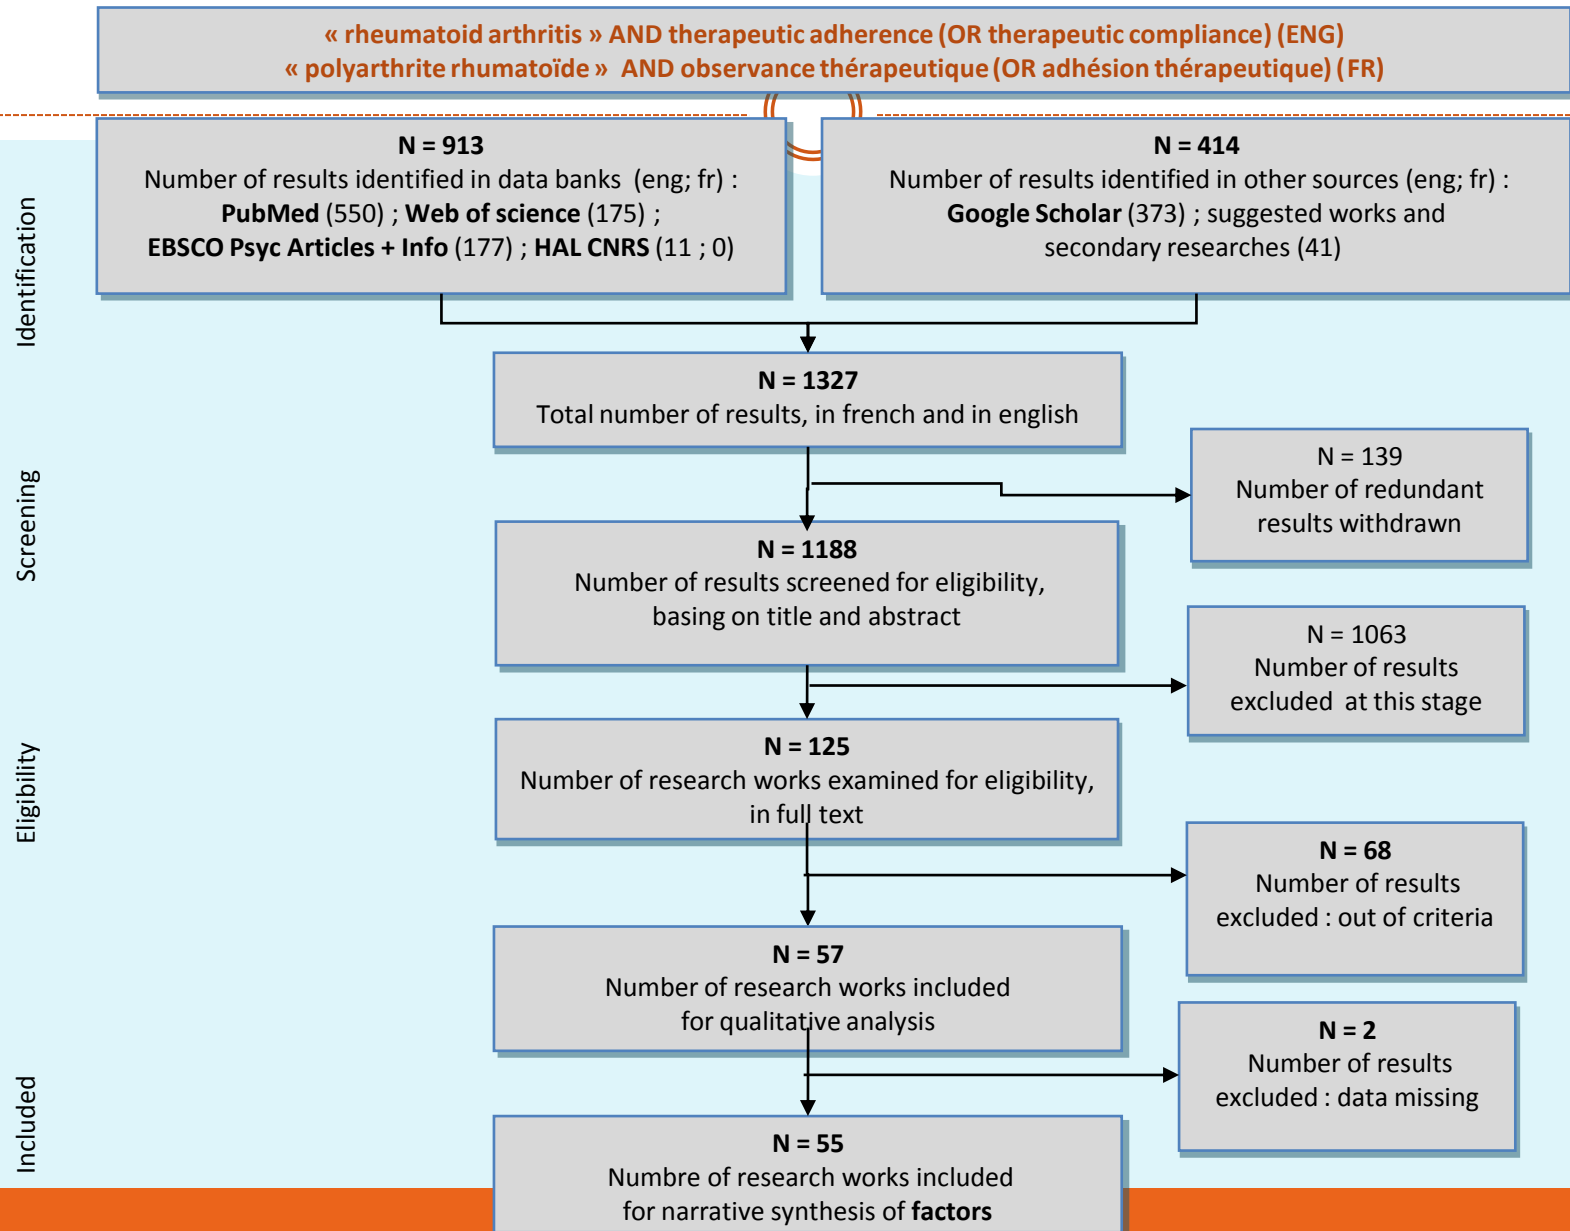 « rheumatoid arthritis » AND therapeutic adherence (OR therapeutic compliance) (ENG)
« polyarthrite rhumatoïde » AND observance thérapeutique (OR adhésion thérapeutique) (FR)
Identification
N = 913
Number of results identified in data banks (eng; fr) :
PubMed (550) ; Web of science (175) ;
EBSCO Psyc Articles + Info (177) ; HAL CNRS (11 ; 0)
N = 414
Number of results identified in other sources (eng; fr) :
Google Scholar (373) ; suggested works and
secondary researches (41)
N = 1327
Total number of results, in french and in english
Screening
N = 139
Number of redundant
results withdrawn
N = 1188
Number of results screened for eligibility,
basing on title and abstract
N = 1063
Number of results
excluded at this stage
Eligibility
N = 125
Number of research works examined for eligibility,
in full text
N = 68
Number of results
excluded : out of criteria
N = 57
Number of research works included
for qualitative analysis
N = 2
Number of results
excluded : data missing
Included
N = 55
Numbre of research works included
for narrative synthesis of factors